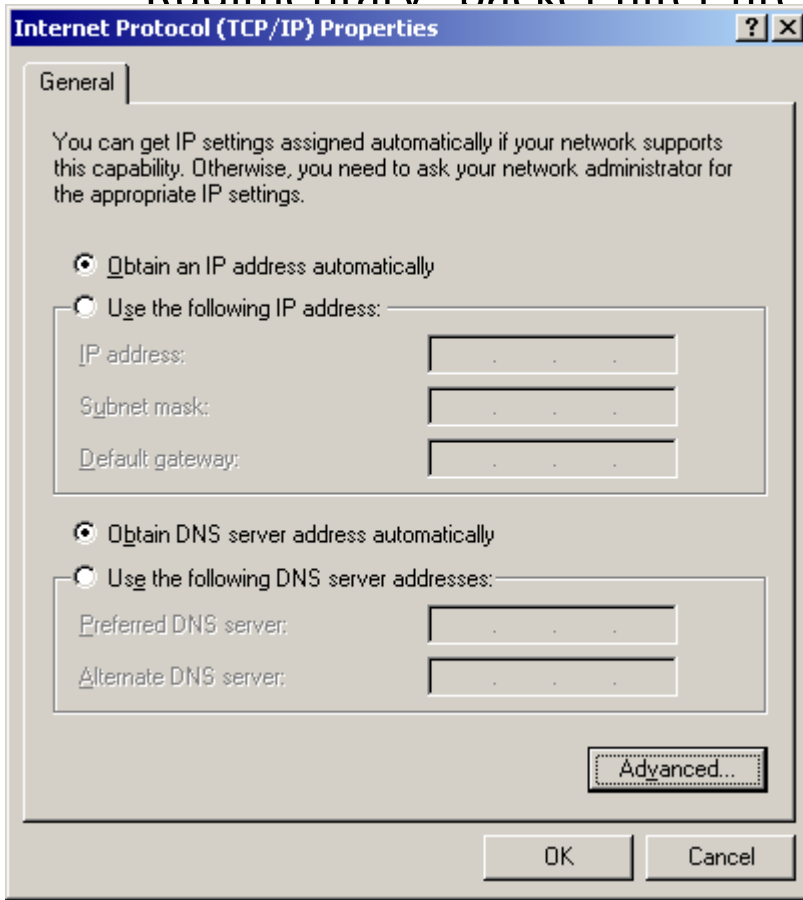 Internet Protocol (TCP/IP) Properties
General
You can get IP settings assigned automatically if your network supports
this capability. Otherwise, you need to ask your network administrator for
the appropriate IP settings.
Obtain an IP address automatically
Use the following IP address:
IP address:
Subnet mask:
Default gateway:
Obtain DNS server address automatically
Use the following DNS server addresses:
Preferred DNS server:
Alternate DNS server:
Advanced...
OK Cancel